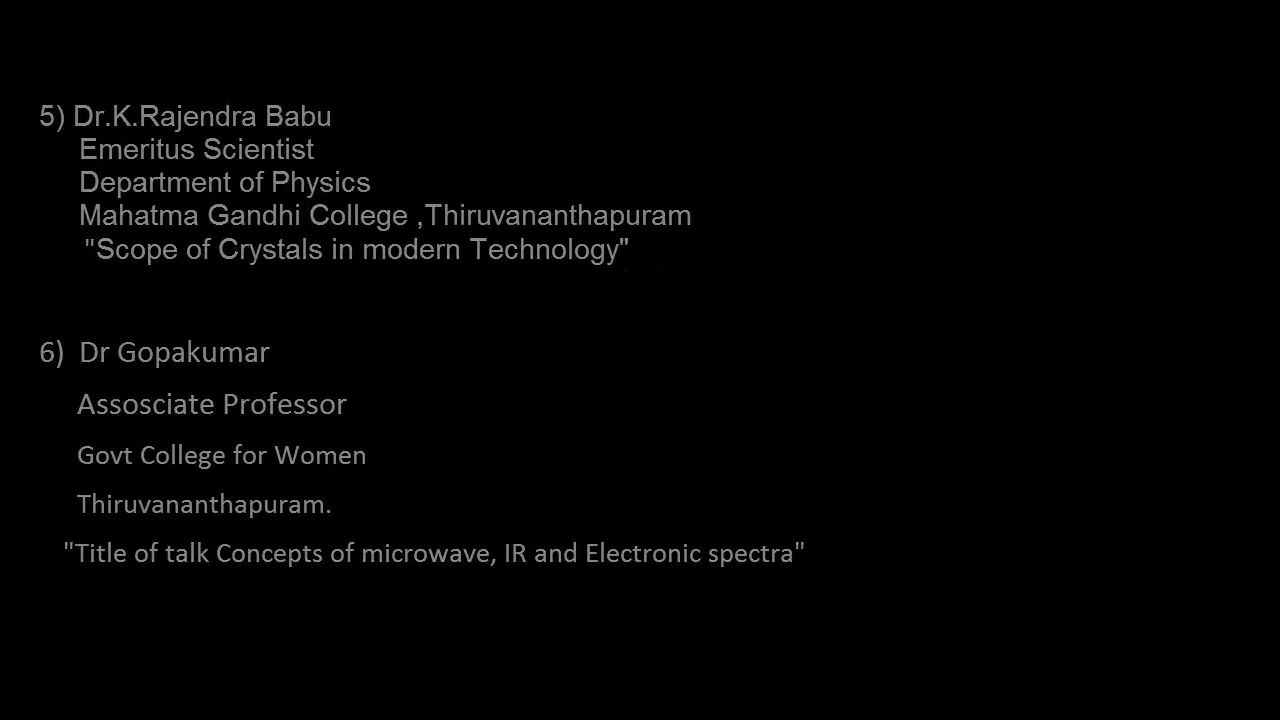 5) Dr.K.Rajendra Babu
Emeritus Scientist
Department of Physics
Mahatma Gandhi College ,Thiruvananthapuram
"Scope of Crystals in modern Technology"
6) Dr Gopakumar
Assosciate Professor
Govt College for Women
Thiruvananthapuram.
"Title of talk Concepts of microwave, IR and Electronic spectra"